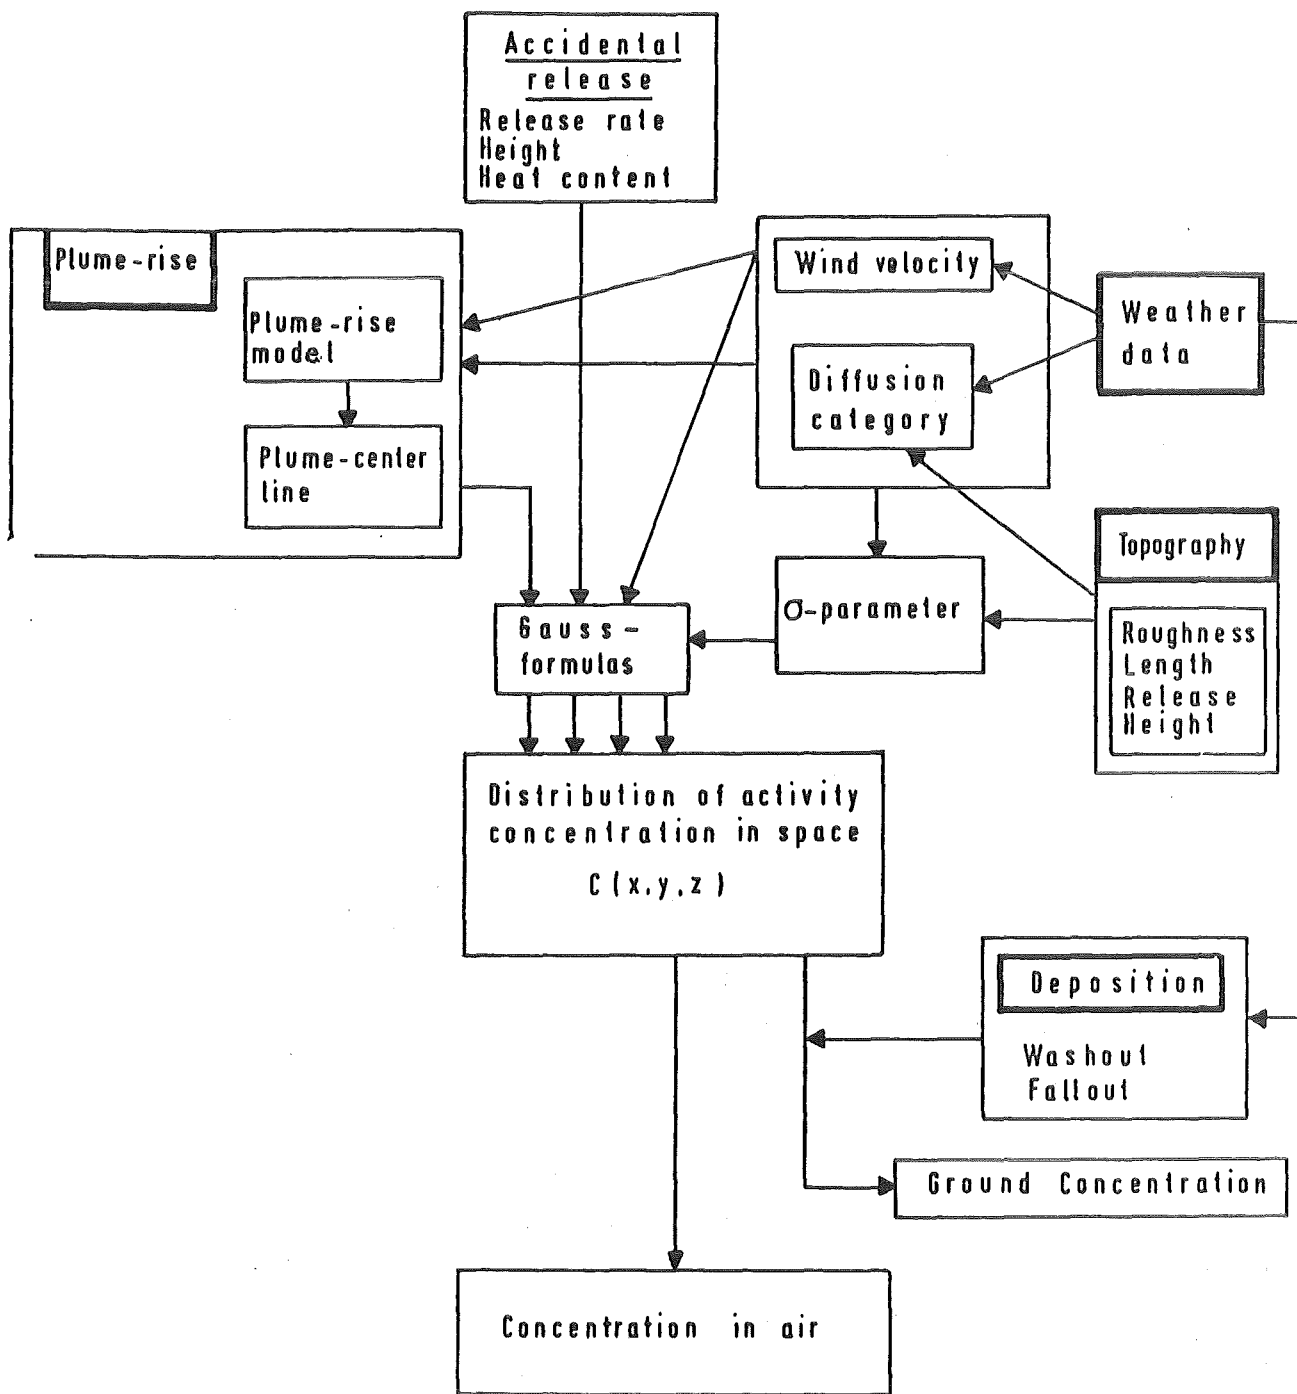 Accidental
release
Release rate
Height
Heat content
Plume-rise
Plume-rise
model
Plume-center
line
Wind velocity
Diffusion
category
Weather
data
Topography
Roughness
Length
Release
Height
σ-parameter
Gauss-
formulas
Distribution of activity
concentration in space
C(x,y,z)
Deposition
Washout
Fallout
Ground Concentration
Concentration in air